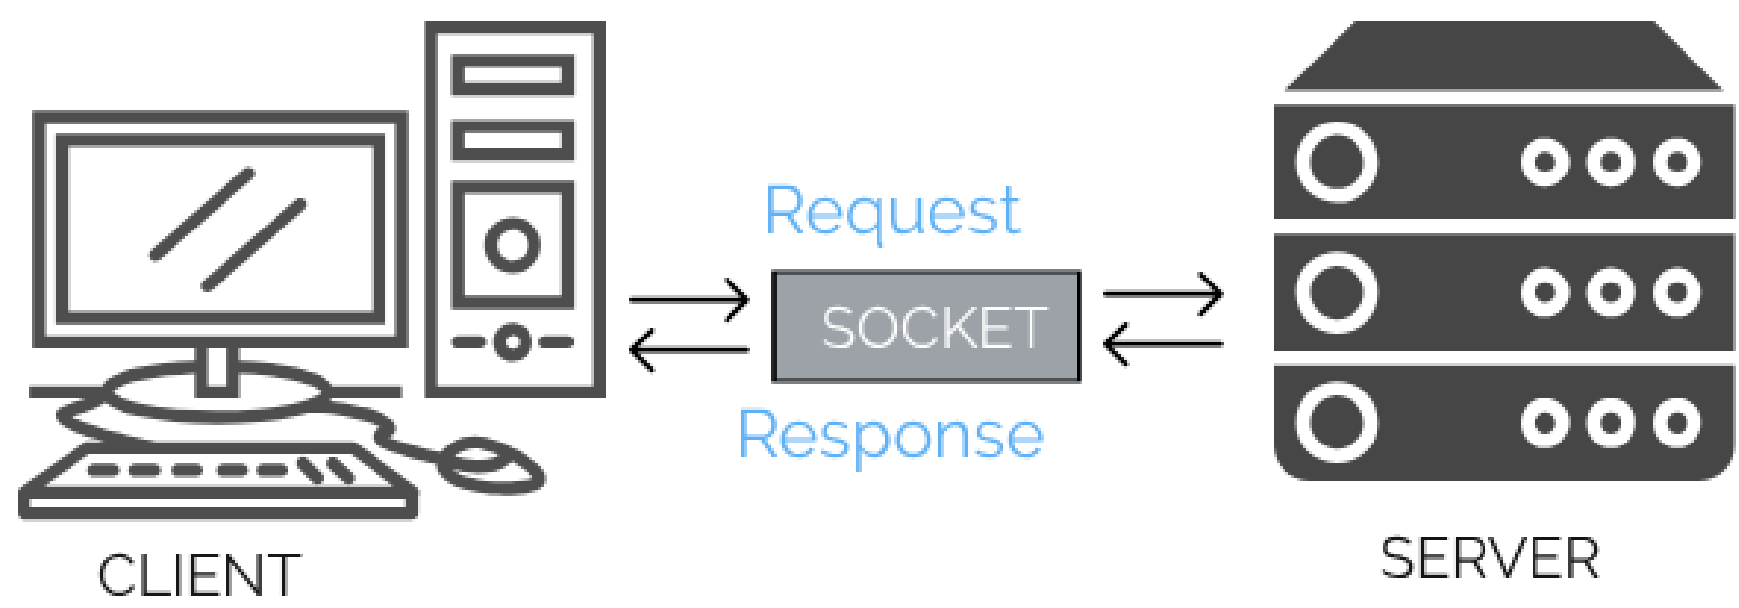 Request
SOCKET
Response
CLIENT
SERVER